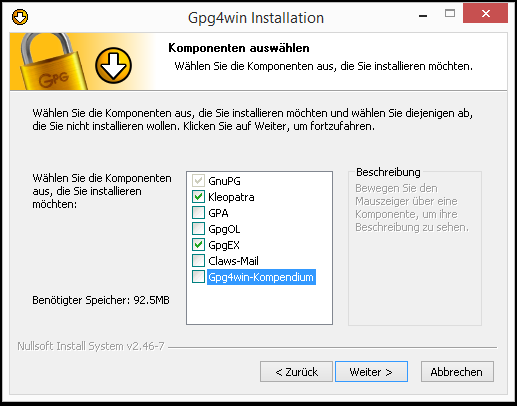 Gpg4win Installation
GPG
Komponenten auswählen
Wählen Sie die Komponenten aus, die Sie installieren möchten.
Wählen Sie die Komponenten aus, die Sie installieren möchten und wählen Sie diejenigen ab,
die Sie nicht installieren wollen. Klicken Sie auf Weiter, um fortzufahren.
Wählen Sie die Komponenten
aus, die Sie installieren
möchten:
GnuPG
Kleopatra
GPA
GpgOL
GpgEX
Claws-Mail
Gpg4win-Kompendium
Beschreibung
Bewegen Sie den
Mauszeiger über eine
Komponente, um ihre
Beschreibung zu sehen.
Benötigter Speicher: 92.5MB
Nullsoft Install System v2.46-7
< Zurück
Weiter >
Abbrechen